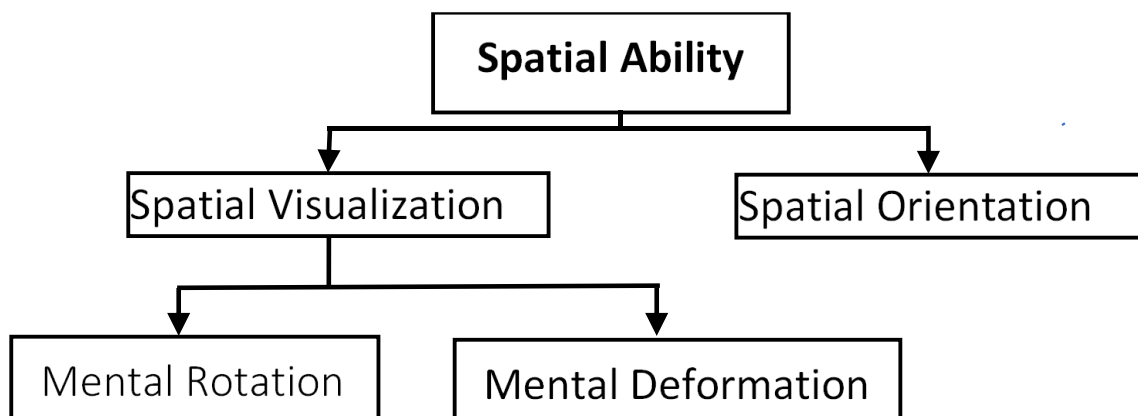 Spatial Ability
Spatial Visualization
Spatial Orientation
Mental Rotation
Mental Deformation